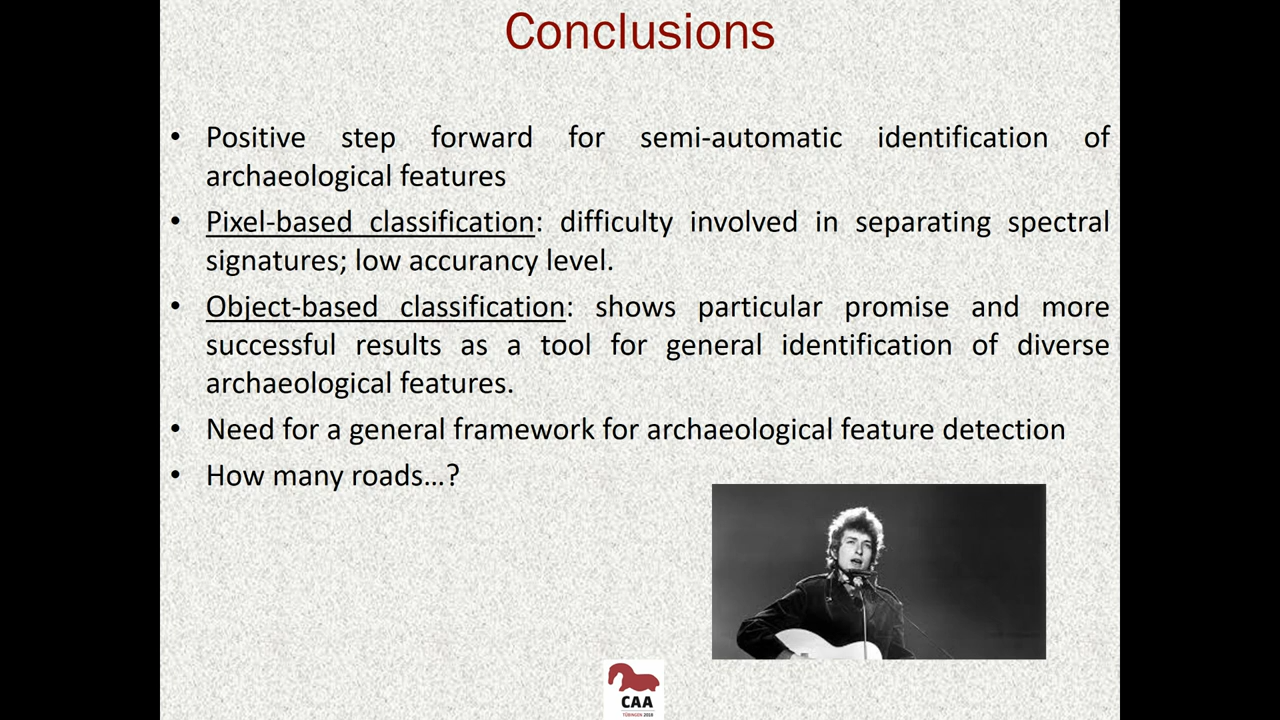 Conclusions
• Positive step forward for semi-automatic identification of
archaeological features
• Pixel-based classification: difficulty involved in separating spectral
signatures; low accurancy level.
• Object-based classification: shows particular promise and more
successful results as a tool for general identification of diverse
archaeological features.
• Need for a general framework for archaeological feature detection
• How many roads…?
CAA
TÜBINGEN 2018